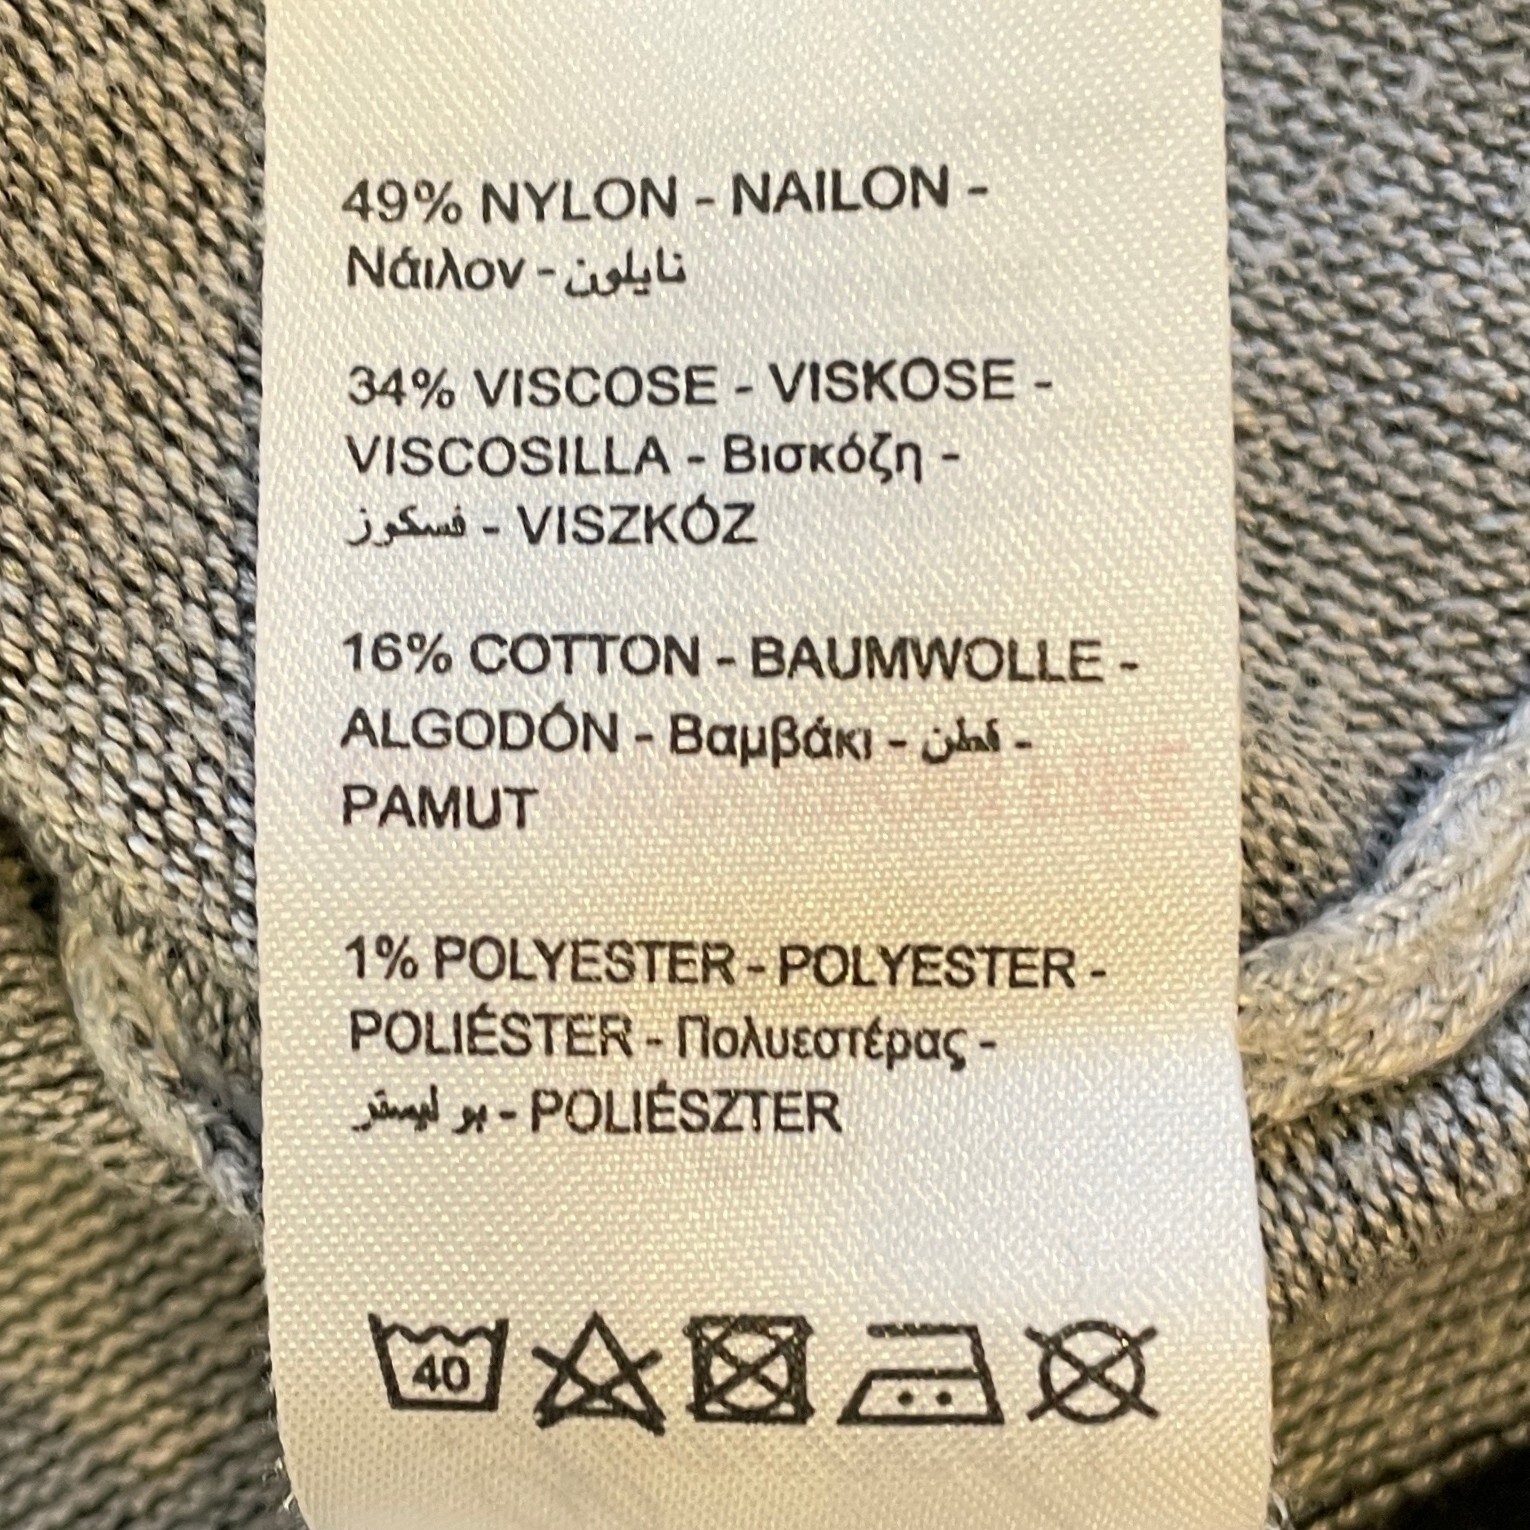 49% NYLON - NAILON -
Νάιλον - نايلون
34% VISCOSE - VISKOSE -
VISCOSILLA - Βισκόζη -
فسكوز - VISZKÓZ
16% COTTON - BAUMWOLLE -
ALGODÓN - Βαμβάκι - قطن -
PAMUT
1% POLYESTER - POLYESTER -
POLIÉSTER - Πολυεστέρας -
بو ليستر - POLIÉSZTER
40